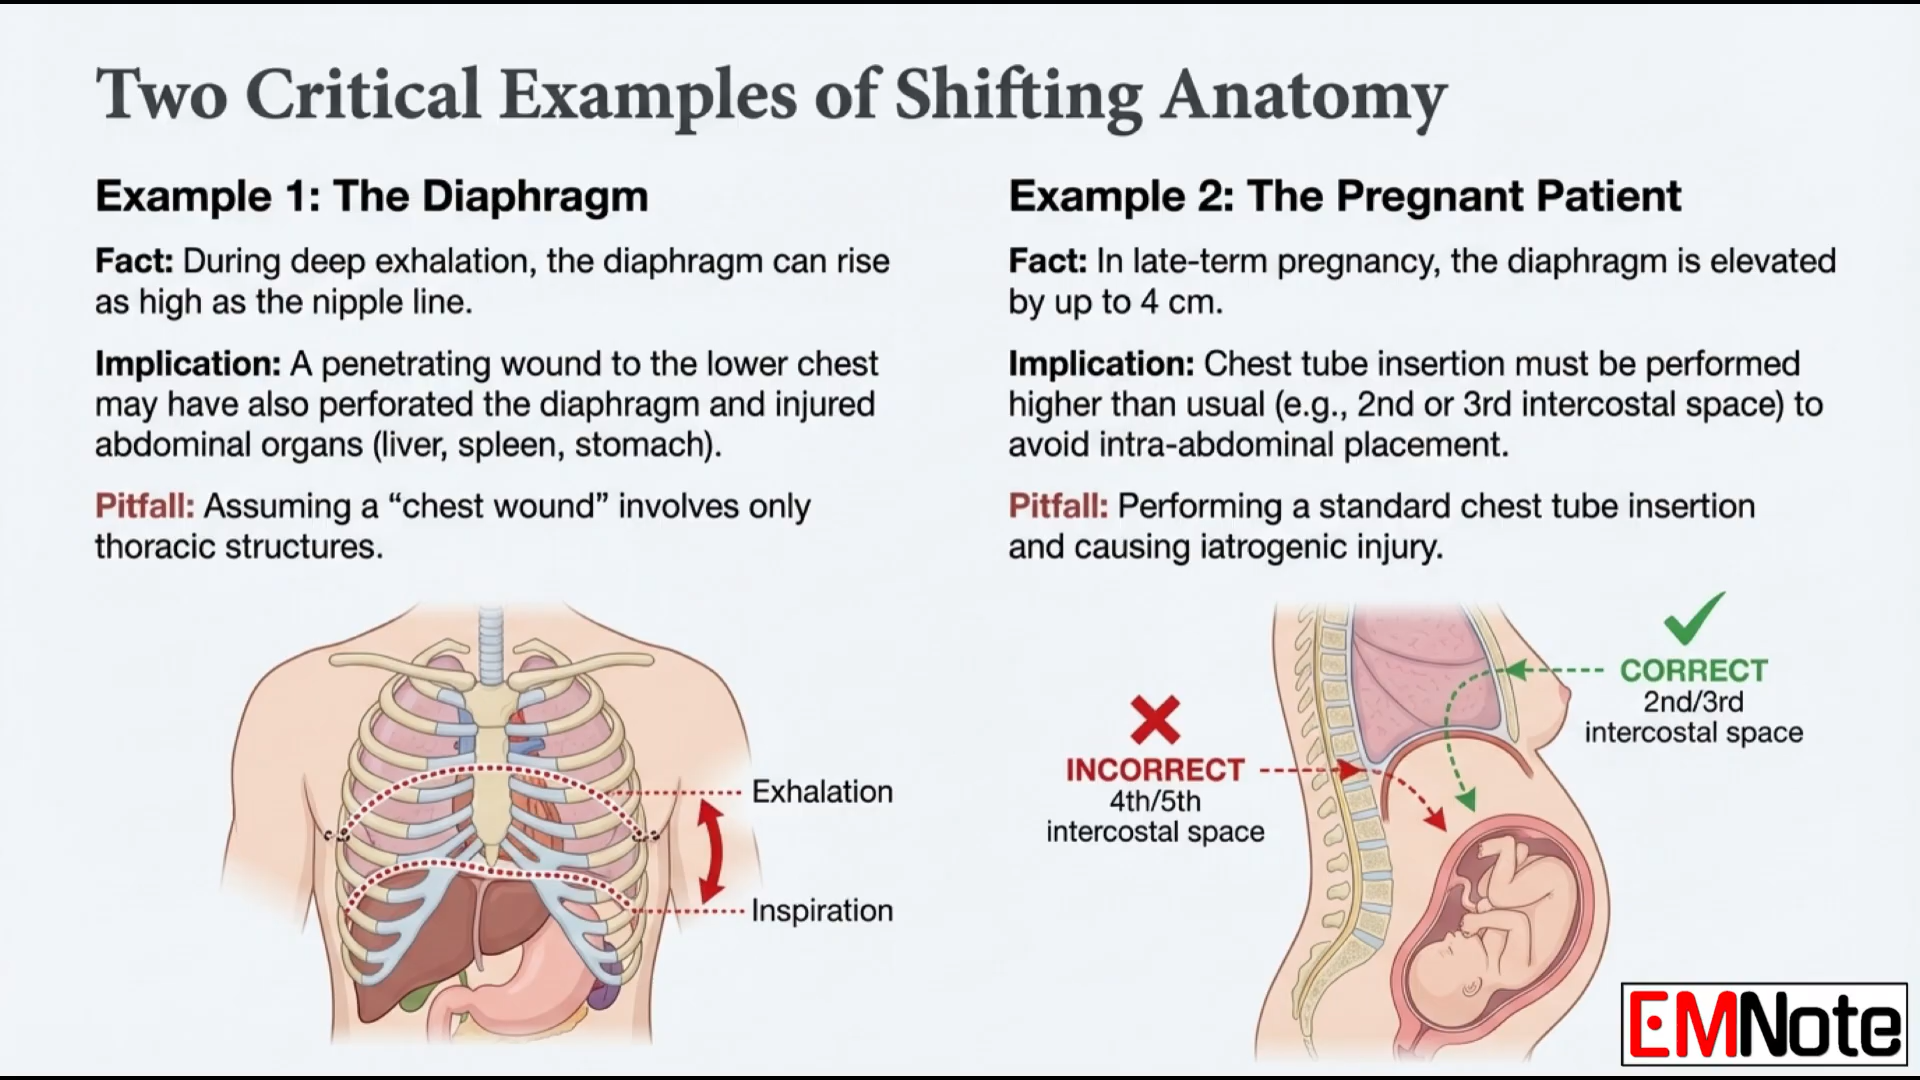 Two Critical Examples of Shifting Anatomy
Example 1: The Diaphragm
Fact: During deep exhalation, the diaphragm can rise
as high as the nipple line.
Implication: A penetrating wound to the lower chest
may have also perforated the diaphragm and injured
abdominal organs (liver, spleen, stomach).
Pitfall: Assuming a “chest wound” involves only
thoracic structures.
Exhalation
Inspiration
Example 2: The Pregnant Patient
Fact: In late-term pregnancy, the diaphragm is elevated
by up to 4 cm.
Implication: Chest tube insertion must be performed
higher than usual (e.g., 2nd or 3rd intercostal space) to
avoid intra-abdominal placement.
Pitfall: Performing a standard chest tube insertion
and causing iatrogenic injury.
INCORRECT
4th/5th
intercostal space
CORRECT
2nd/3rd
intercostal space
EMNote